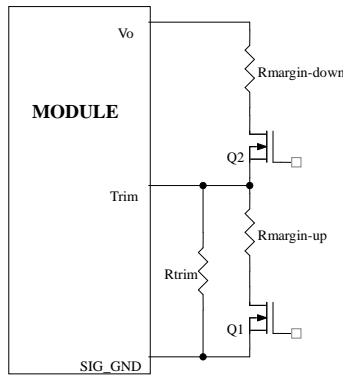 Vo
Rmargin-down
MODULE
Q2
Trim
Rmargin-up
Rtrim
Q1
SIG_GND